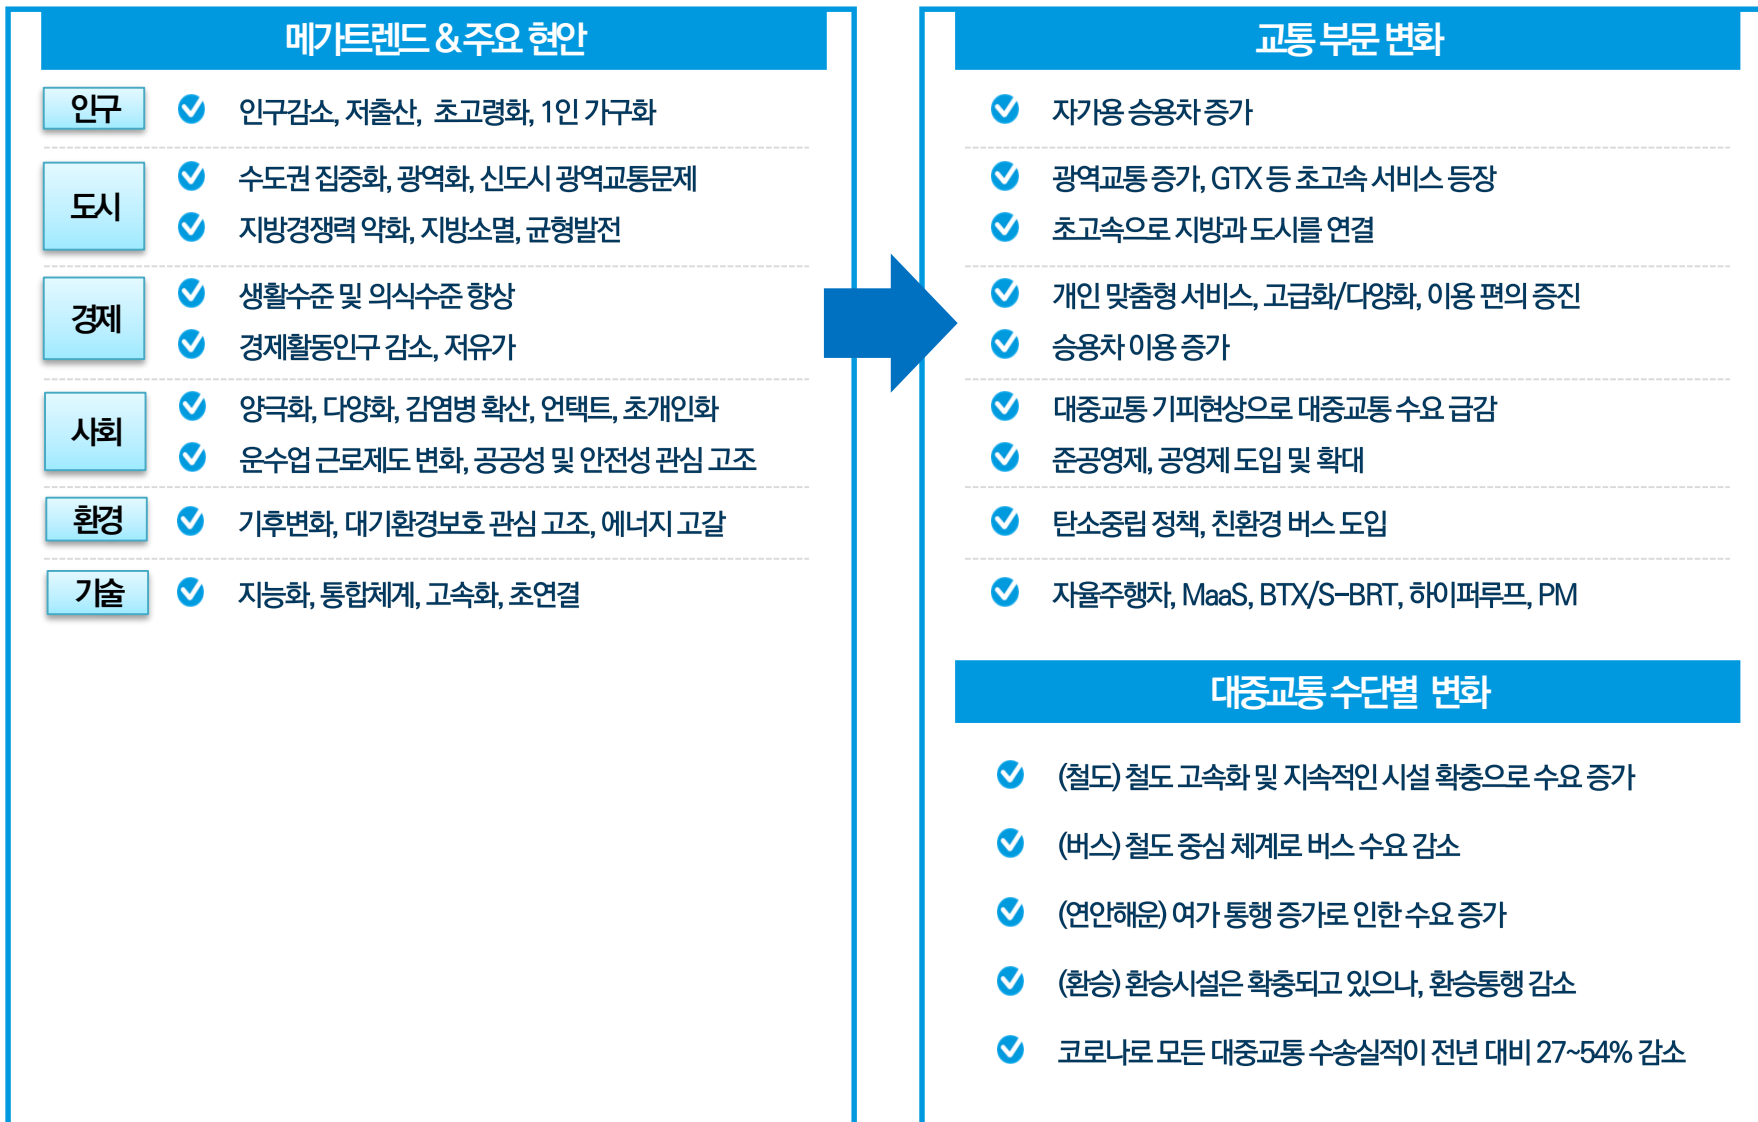 메가트렌드 & 주요 현안
인구
인구감소, 저출산, 초고령화, 1인 가구화
도시
수도권 집중화, 광역화, 신도시 광역교통문제
지방경쟁력 약화, 지방소멸, 균형발전
경제
생활수준 및 의식수준 향상
경제활동인구 감소, 저유가
사회
양극화, 다양화, 감염병 확산, 언택트, 초개인화
운수업 근로제도 변화, 공공성 및 안전성 관심 고조
환경
기후변화, 대기환경보호 관심 고조, 에너지 고갈
기술
지능화, 통합체계, 고속화, 초연결
교통 부문 변화
자가용 승용차 증가
광역교통 증가, GTX 등 초고속 서비스 등장
초고속으로 지방과 도시를 연결
개인 맞춤형 서비스, 고급화/다양화, 이용 편의 증진
승용차 이용 증가
대중교통 기피현상으로 대중교통 수요 급감
준공영제, 공영제 도입 및 확대
탄소중립 정책, 친환경 버스 도입
자율주행차, MaaS, BTX/S-BRT, 하이퍼루프, PM
대중교통 수단별 변화
(철도) 철도 고속화 및 지속적인 시설 확충으로 수요 증가
(버스) 철도 중심 체계로 버스 수요 감소
(연안해운) 여가 통행 증가로 인한 수요 증가
(환승) 환승시설은 확충되고 있으나, 환승통행 감소
코로나로 모든 대중교통 수송실적이 전년 대비 27~54% 감소